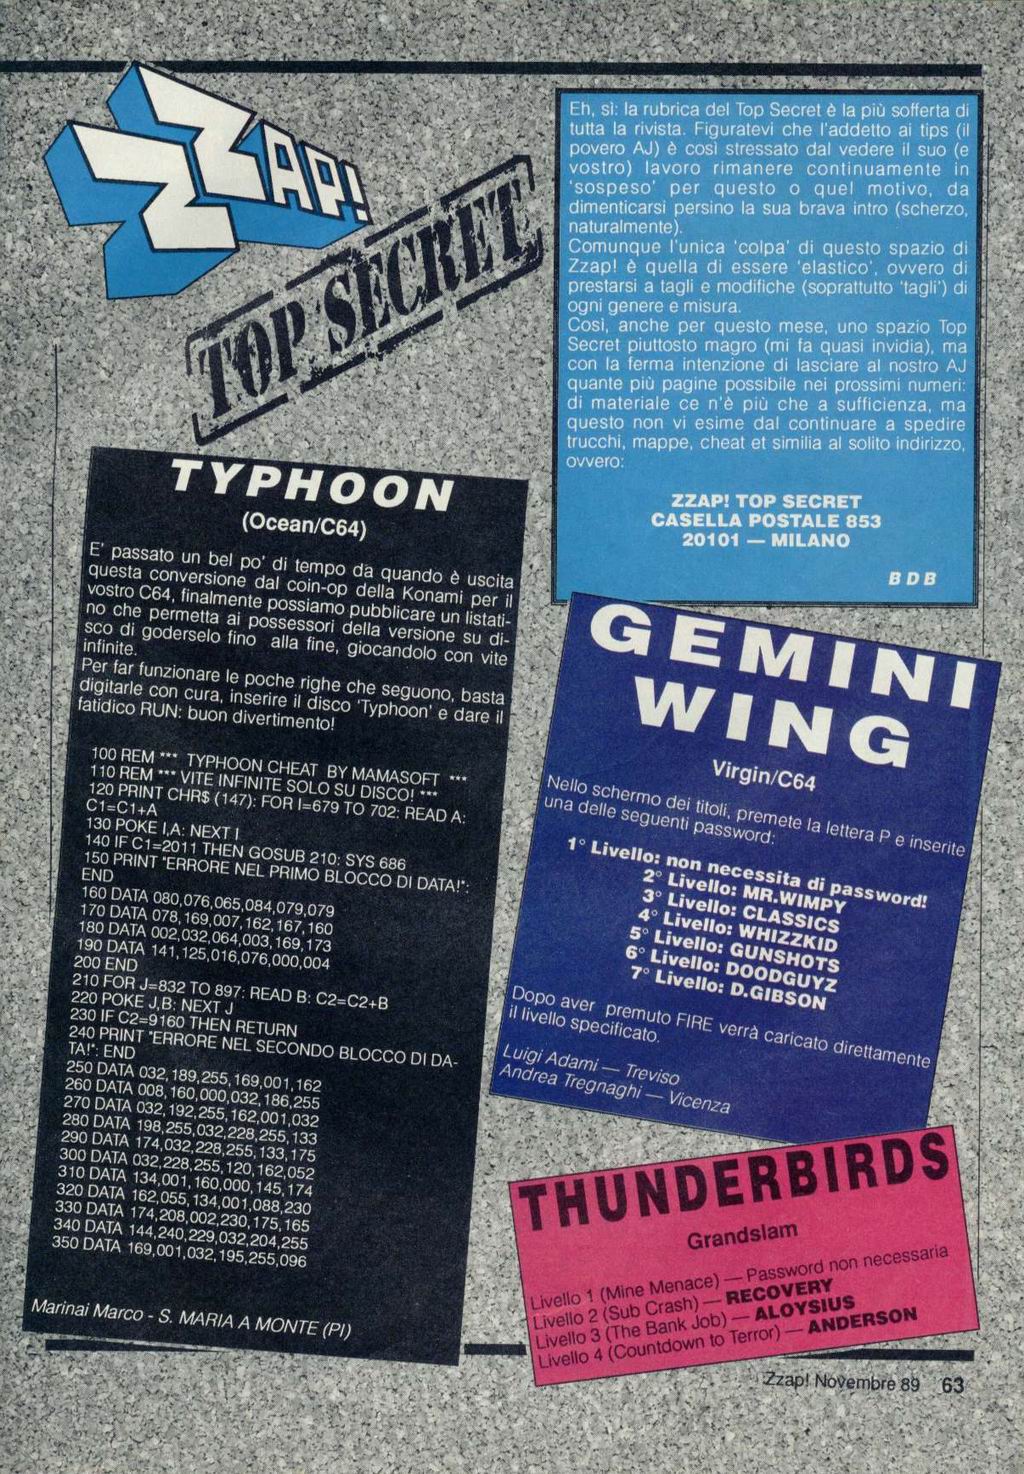 ZZAP!
TOP SECRET
Eh, sì: la rubrica del Top Secret è la più sofferta di
tutta la rivista. Figuratevi che l'addetto ai tips (il
povero AJ) è così stressato dal vedere il suo (e
vostro) lavoro rimanere continuamente in
'sospeso' per questo o quel motivo, da
dimenticarsi persino la sua brava intro (scherzo,
naturalmente).
Comunque l'unica 'colpa' di questo spazio di
Zzap! è quella di essere 'elastico', ovvero di
prestarsi a tagli e modifiche (soprattutto 'tagli') di
ogni genere e misura.
Così, anche per questo mese, uno spazio Top
Secret piuttosto magro (mi fa quasi invidia), ma
con la ferma intenzione di lasciare al nostro AJ
quante più pagine possibile nei prossimi numeri:
di materiale ce n'è più che a sufficienza, ma
questo non vi esime dal continuare a spedire
trucchi, mappe, cheat et similia al solito indirizzo,
ovvero:
ZZAP! TOP SECRET
CASELLA POSTALE 853
20101 — MILANO
BDB
TYPHOON
(Ocean/C64)
E' passato un bel po' di tempo da quando è uscita
questa conversione dal coin-op della Konami per il
vostro C64, finalmente possiamo pubblicare un listati-
no che permetta ai possessori della versione su di-
sco di goderselo fino alla fine, giocandolo con vite
infinite.
Per far funzionare le poche righe che seguono, basta
digitarle con cura, inserire il disco 'Typhoon' e dare il
fatidico RUN: buon divertimento!
100 REM *** TYPHOON CHEAT BY MAMASOFT ***
110 REM *** VITE INFINITE SOLO SU DISCO! ***
120 PRINT CHR$ (147): FOR I=679 TO 702: READ A:
C1=C1+A
130 POKE I,A: NEXT I
140 IF C1=2011 THEN GOSUB 210: SYS 686
150 PRINT "ERRORE NEL PRIMO BLOCCO DI DATA!":
END
160 DATA 080,076,065,084,079,079
170 DATA 078,169,007,162,167,160
180 DATA 002,032,064,003,169,173
190 DATA 141,125,016,076,000,004
200 END
210 FOR J=832 TO 897: READ B: C2=C2+B
220 POKE J,B: NEXT J
230 IF C2=9160 THEN RETURN
240 PRINT "ERRORE NEL SECONDO BLOCCO DI DA-
TA!": END
250 DATA 032,189,255,169,001,162
260 DATA 008,160,000,032,186,255
270 DATA 032,192,255,162,001,032
280 DATA 198,255,032,228,255,133
290 DATA 174,032,228,255,133,175
300 DATA 032,228,255,120,162,052
310 DATA 134,001,160,000,145,174
320 DATA 162,055,134,001,088,230
330 DATA 174,208,002,230,175,165
340 DATA 144,240,229,032,204,255
350 DATA 169,001,032,195,255,096
Marinai Marco - S. MARIA A MONTE (PI)
GEMINI
WING
Virgin/C64
Nello schermo dei titoli, premete la lettera P e inserite
una delle seguenti password:
1° Livello: non necessita di password!
2° Livello: MR.WIMPY
3° Livello: CLASSICS
4° Livello: WHIZZKID
5° Livello: GUNSHOTS
6° Livello: DOODGUYZ
7° Livello: D.GIBSON
Dopo aver premuto FIRE verrà caricato direttamente
il livello specificato.
Luigi Adami — Treviso
Andrea Tregnaghi — Vicenza
THUNDERBIRDS
Grandslam
Livello 1 (Mine Menace) — Password non necessaria
Livello 2 (Sub Crash) — RECOVERY
Livello 3 (The Bank Job) — ALOYSIUS
Livello 4 (Countdown to Terror) — ANDERSON
Zzap! Novembre 89 63